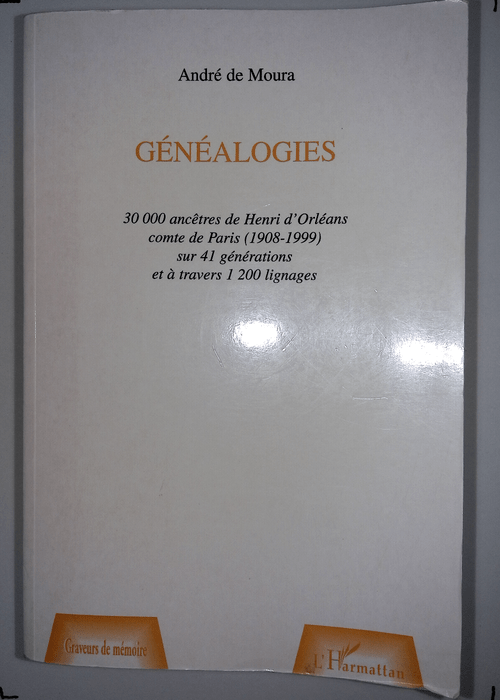 André de Moura
GÉNÉALOGIES
30 000 ancêtres de Henri d'Orléans
comte de Paris (1908-1999)
sur 41 générations
et à travers 1 200 lignages
Graveurs de mémoire
L'Harmattan